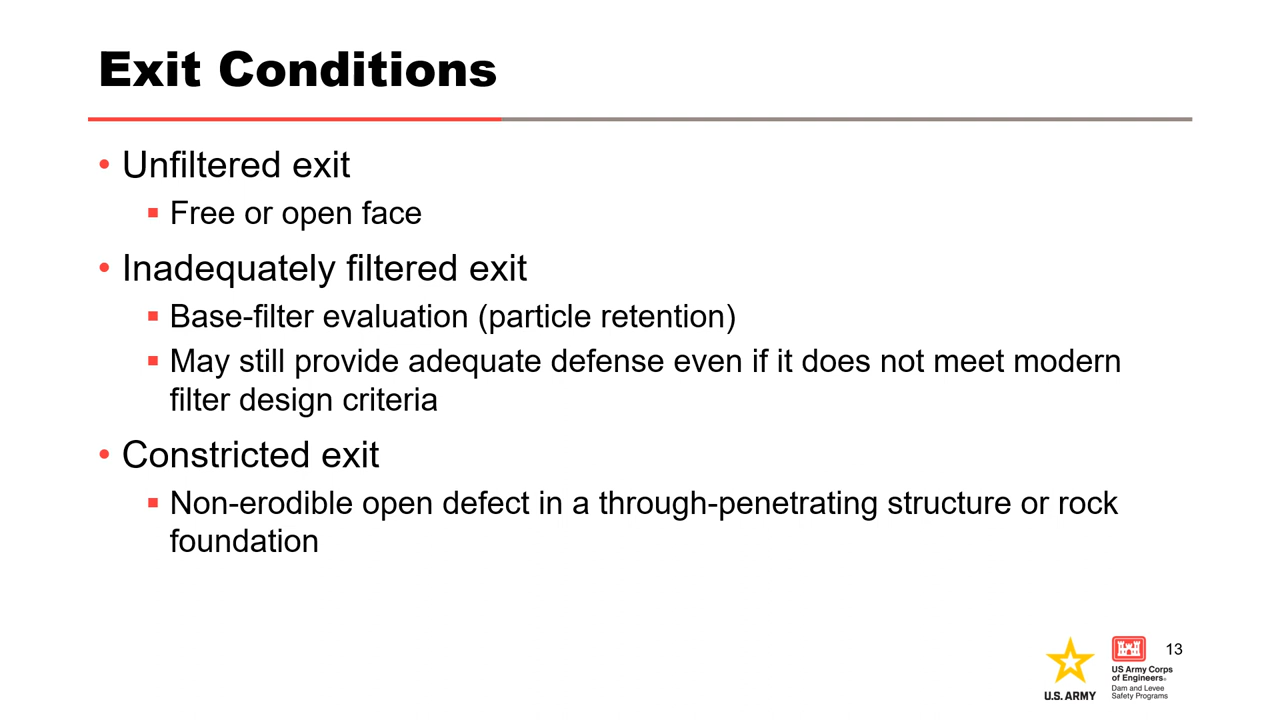 Exit Conditions
• Unfiltered exit
▪ Free or open face
• Inadequately filtered exit
▪ Base-filter evaluation (particle retention)
▪ May still provide adequate defense even if it does not meet modern
filter design criteria
• Constricted exit
▪ Non-erodible open defect in a through-penetrating structure or rock
foundation
13
U.S. ARMY
US Army Corps
of Engineers®
Dam and Levee
Safety Programs